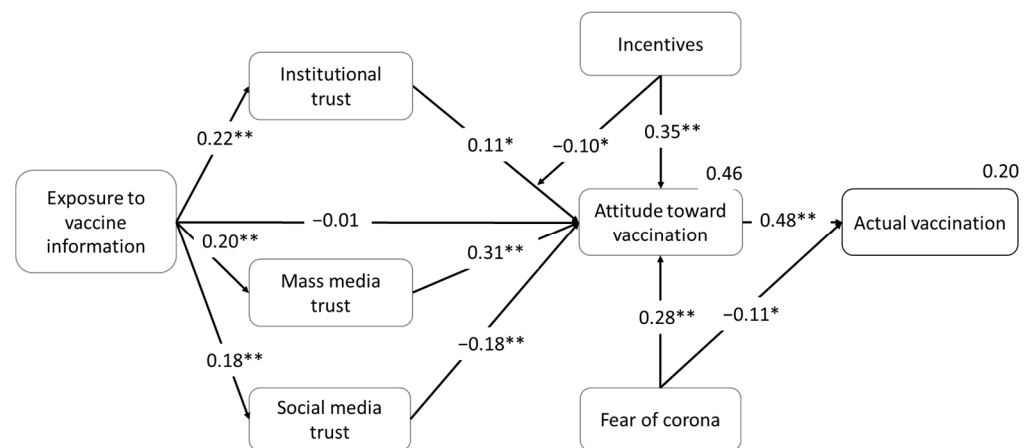 Incentives
Institutional
trust
0.22**
0.11*
−0.10*
0.35**
0.46
0.20
Exposure to
vaccine
information
−0.01
Attitude toward
vaccination
0.48**
Actual vaccination
0.20**
0.31**
Mass media
trust
0.28**
−0.11*
0.18**
−0.18**
Social media
trust
Fear of corona